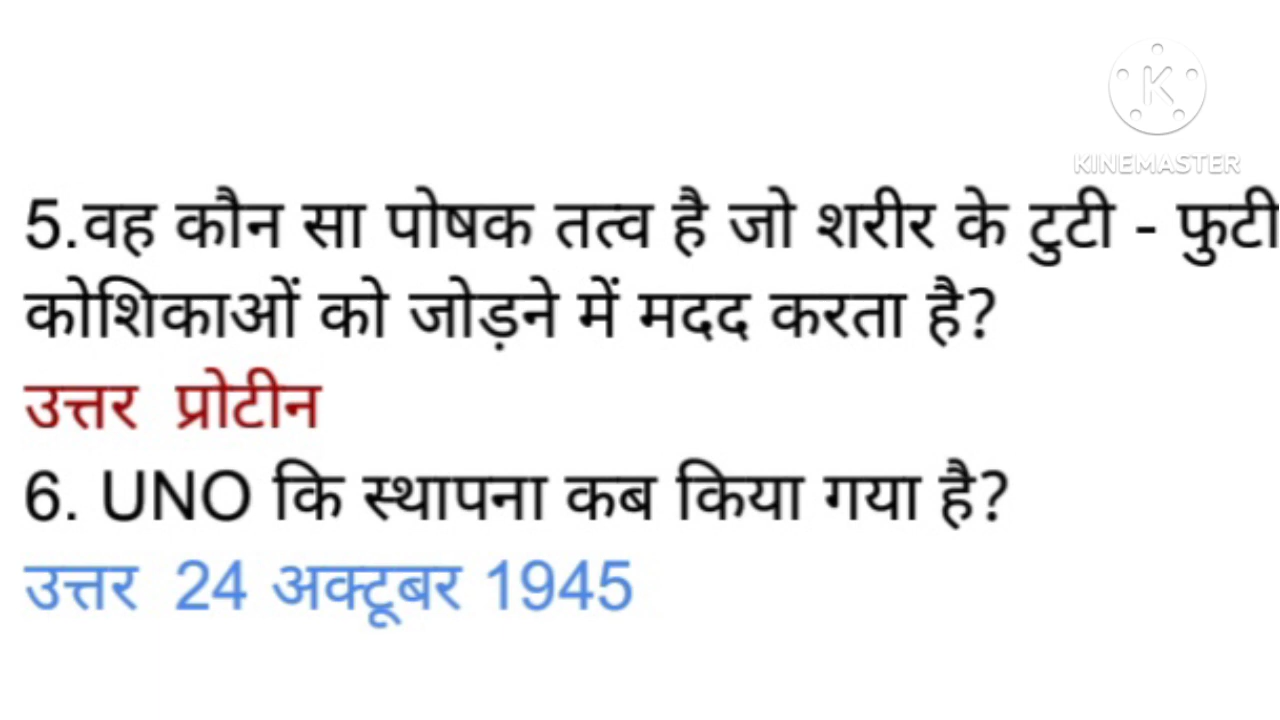 KINEMASTER
5.वह कौन सा पोषक तत्व है जो शरीर के टुटी - फुटी
कोशिकाओं को जोड़ने में मदद करता है?
उत्तर प्रोटीन
6. UNO कि स्थापना कब किया गया है?
उत्तर 24 अक्टूबर 1945